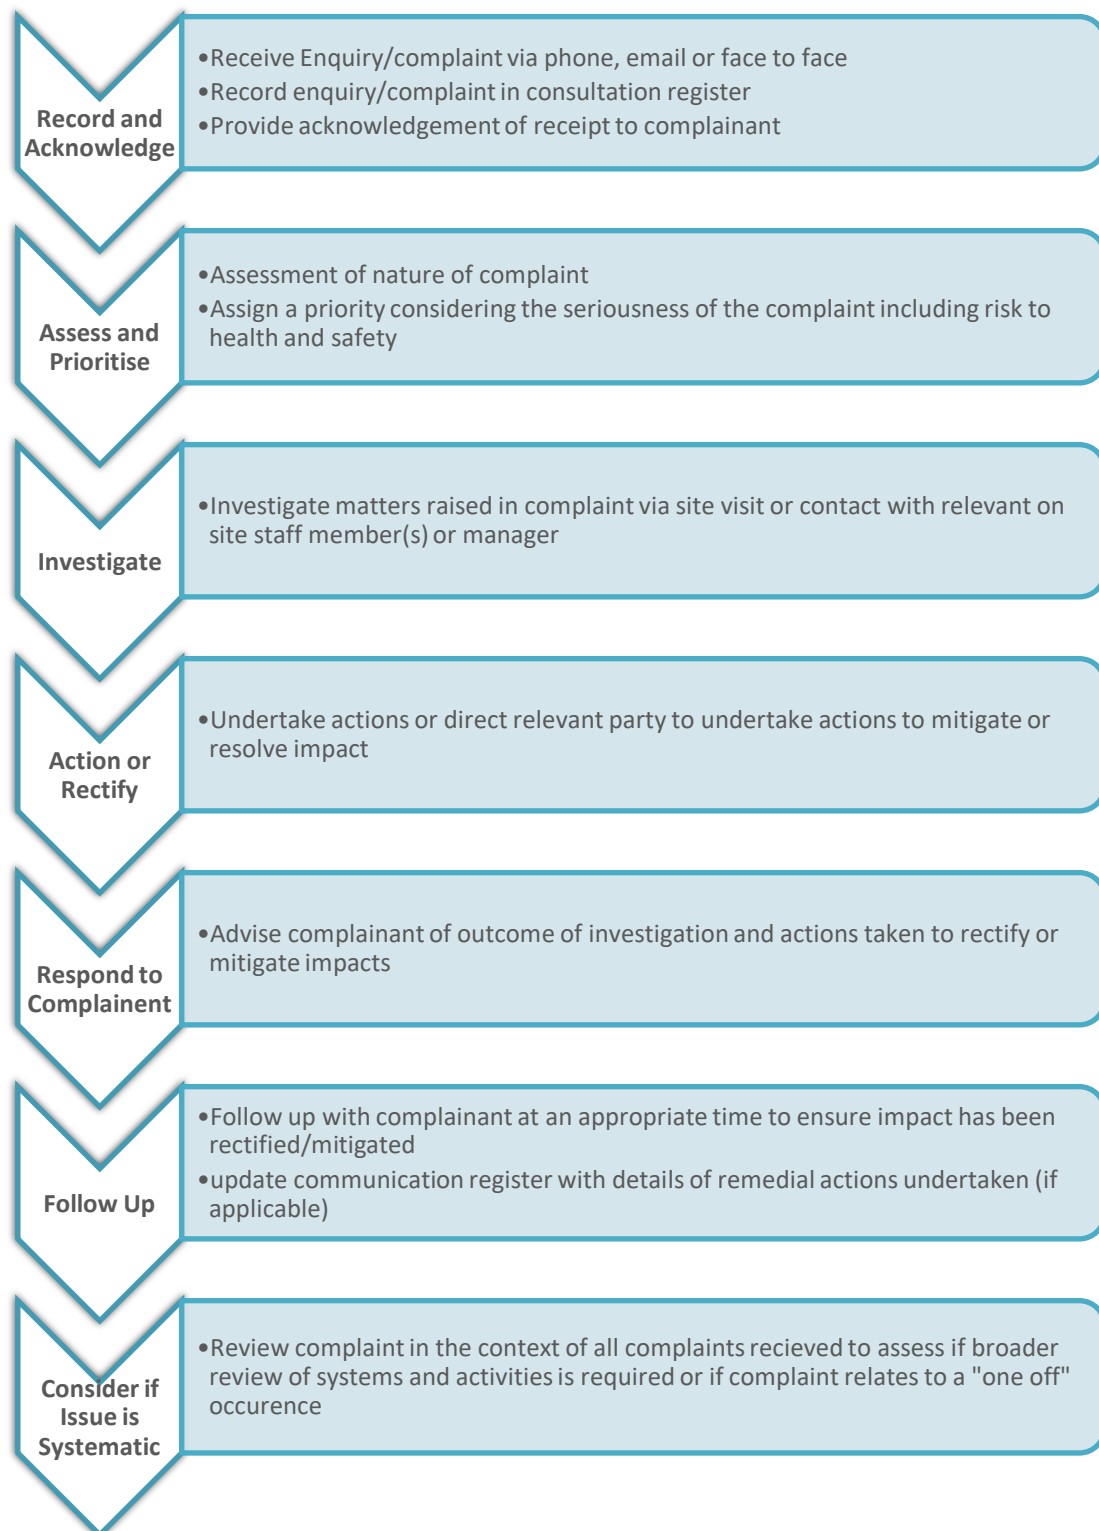 Record and
Acknowledge
•Receive Enquiry/complaint via phone, email or face to face
•Record enquiry/complaint in consultation register
•Provide acknowledgement of receipt to complainant
Assess and
Prioritise
•Assessment of nature of complaint
•Assign a priority considering the seriousness of the complaint including risk to
health and safety
Investigate
•Investigate matters raised in complaint via site visit or contact with relevant on
site staff member(s) or manager
Action or
Rectify
•Undertake actions or direct relevant party to undertake actions to mitigate or
resolve impact
Respond to
Complainent
•Advise complainant of outcome of investigation and actions taken to rectify or
mitigate impacts
Follow Up
•Follow up with complainant at an appropriate time to ensure impact has been
rectified/mitigated
•update communication register with details of remedial actions undertaken (if
applicable)
Consider if
Issue is
Systematic
•Review complaint in the context of all complaints recieved to assess if broader
review of systems and activities is required or if complaint relates to a "one off"
occurence